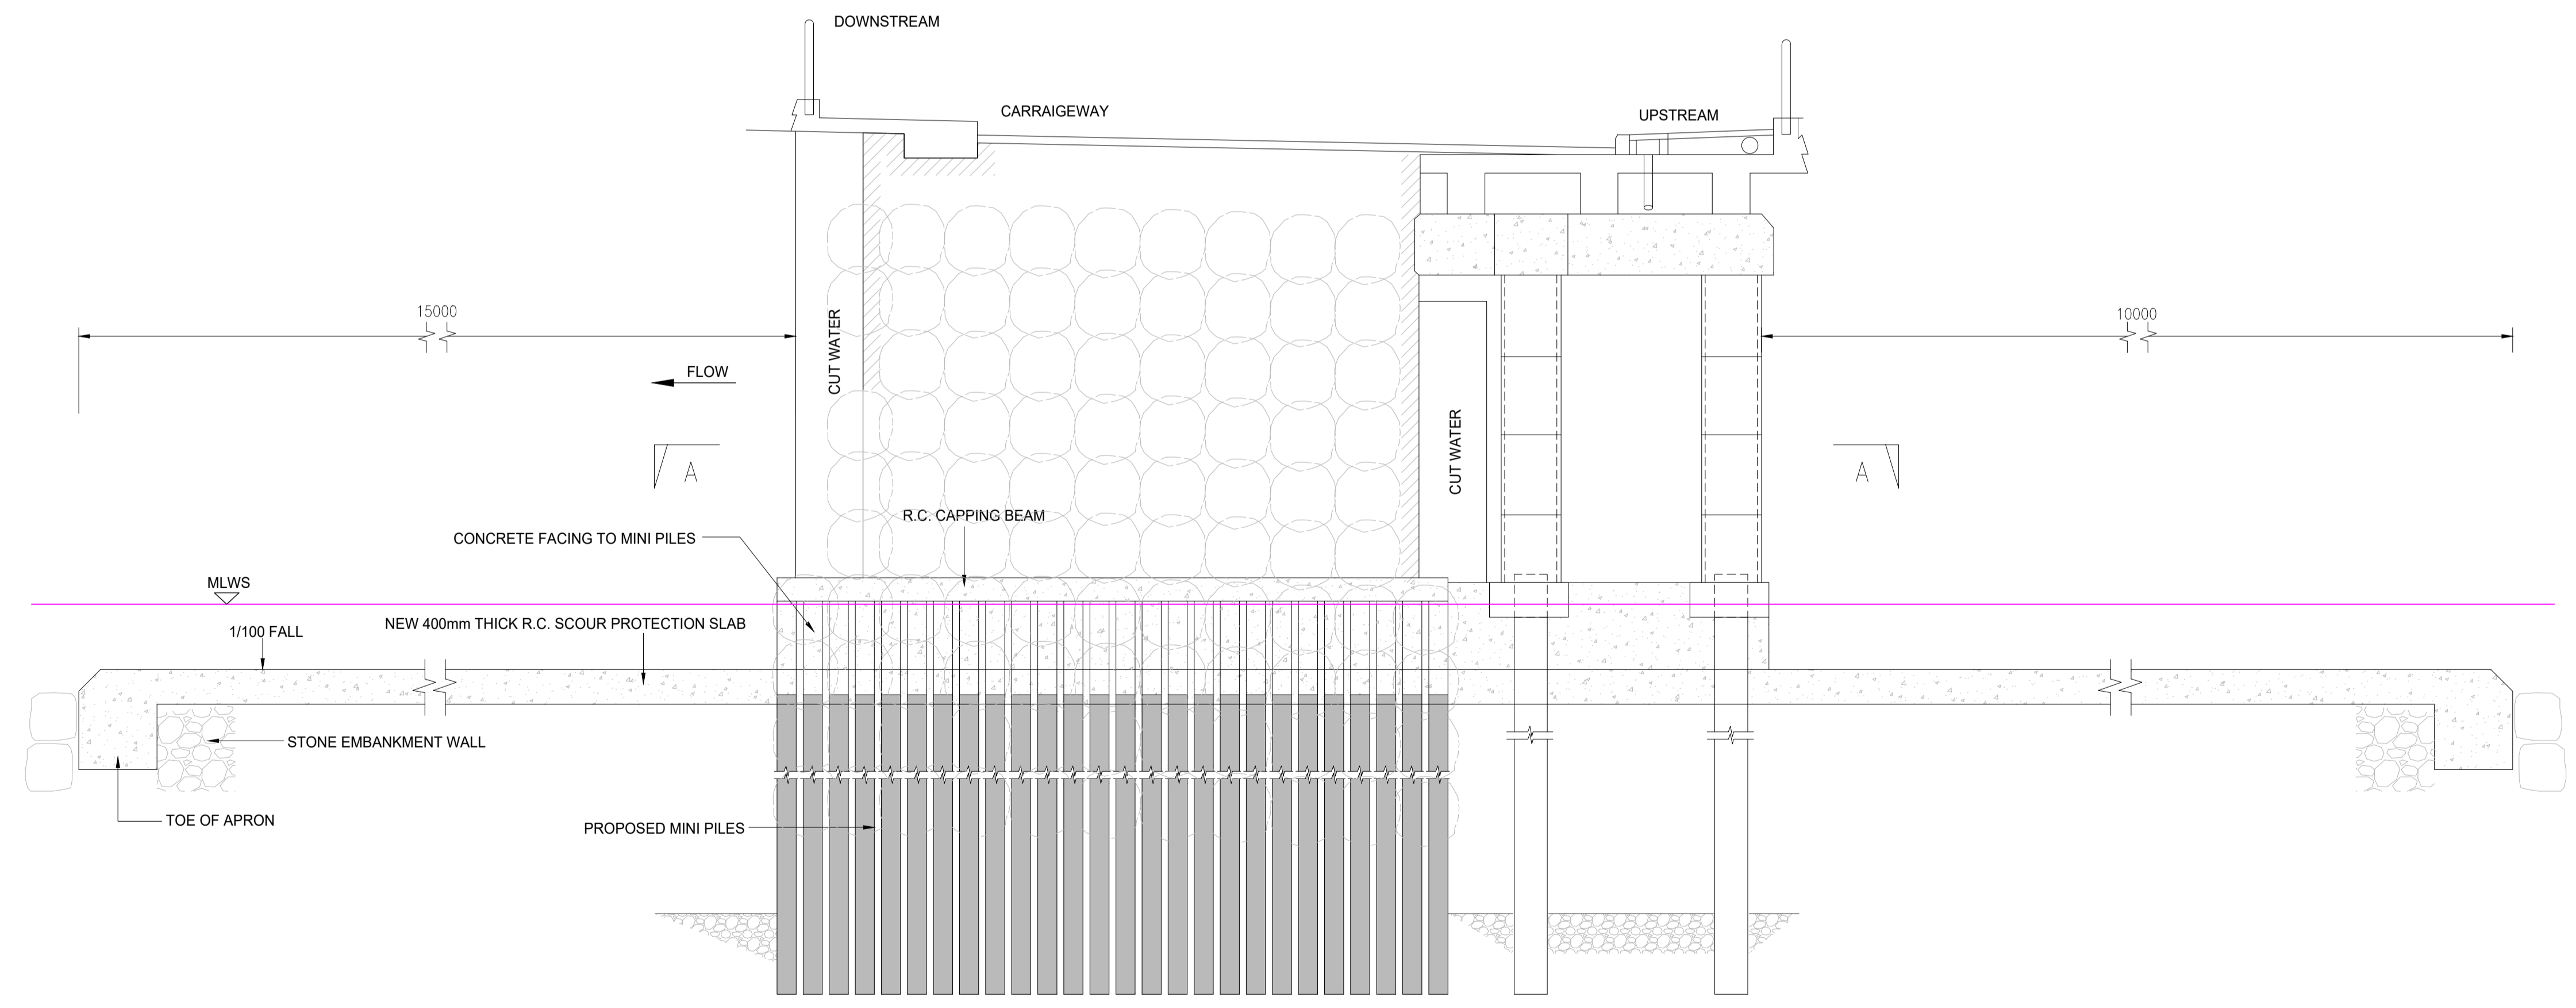 DOWNSTREAM
CARRAIGEWAY
UPSTREAM
15000
10000
CUT WATER
FLOW
A
A
CUT WATER
R.C. CAPPING BEAM
CONCRETE FACING TO MINI PILES
MLWS
1/100 FALL
NEW 400mm THICK R.C. SCOUR PROTECTION SLAB
STONE EMBANKMENT WALL
TOE OF APRON
PROPOSED MINI PILES